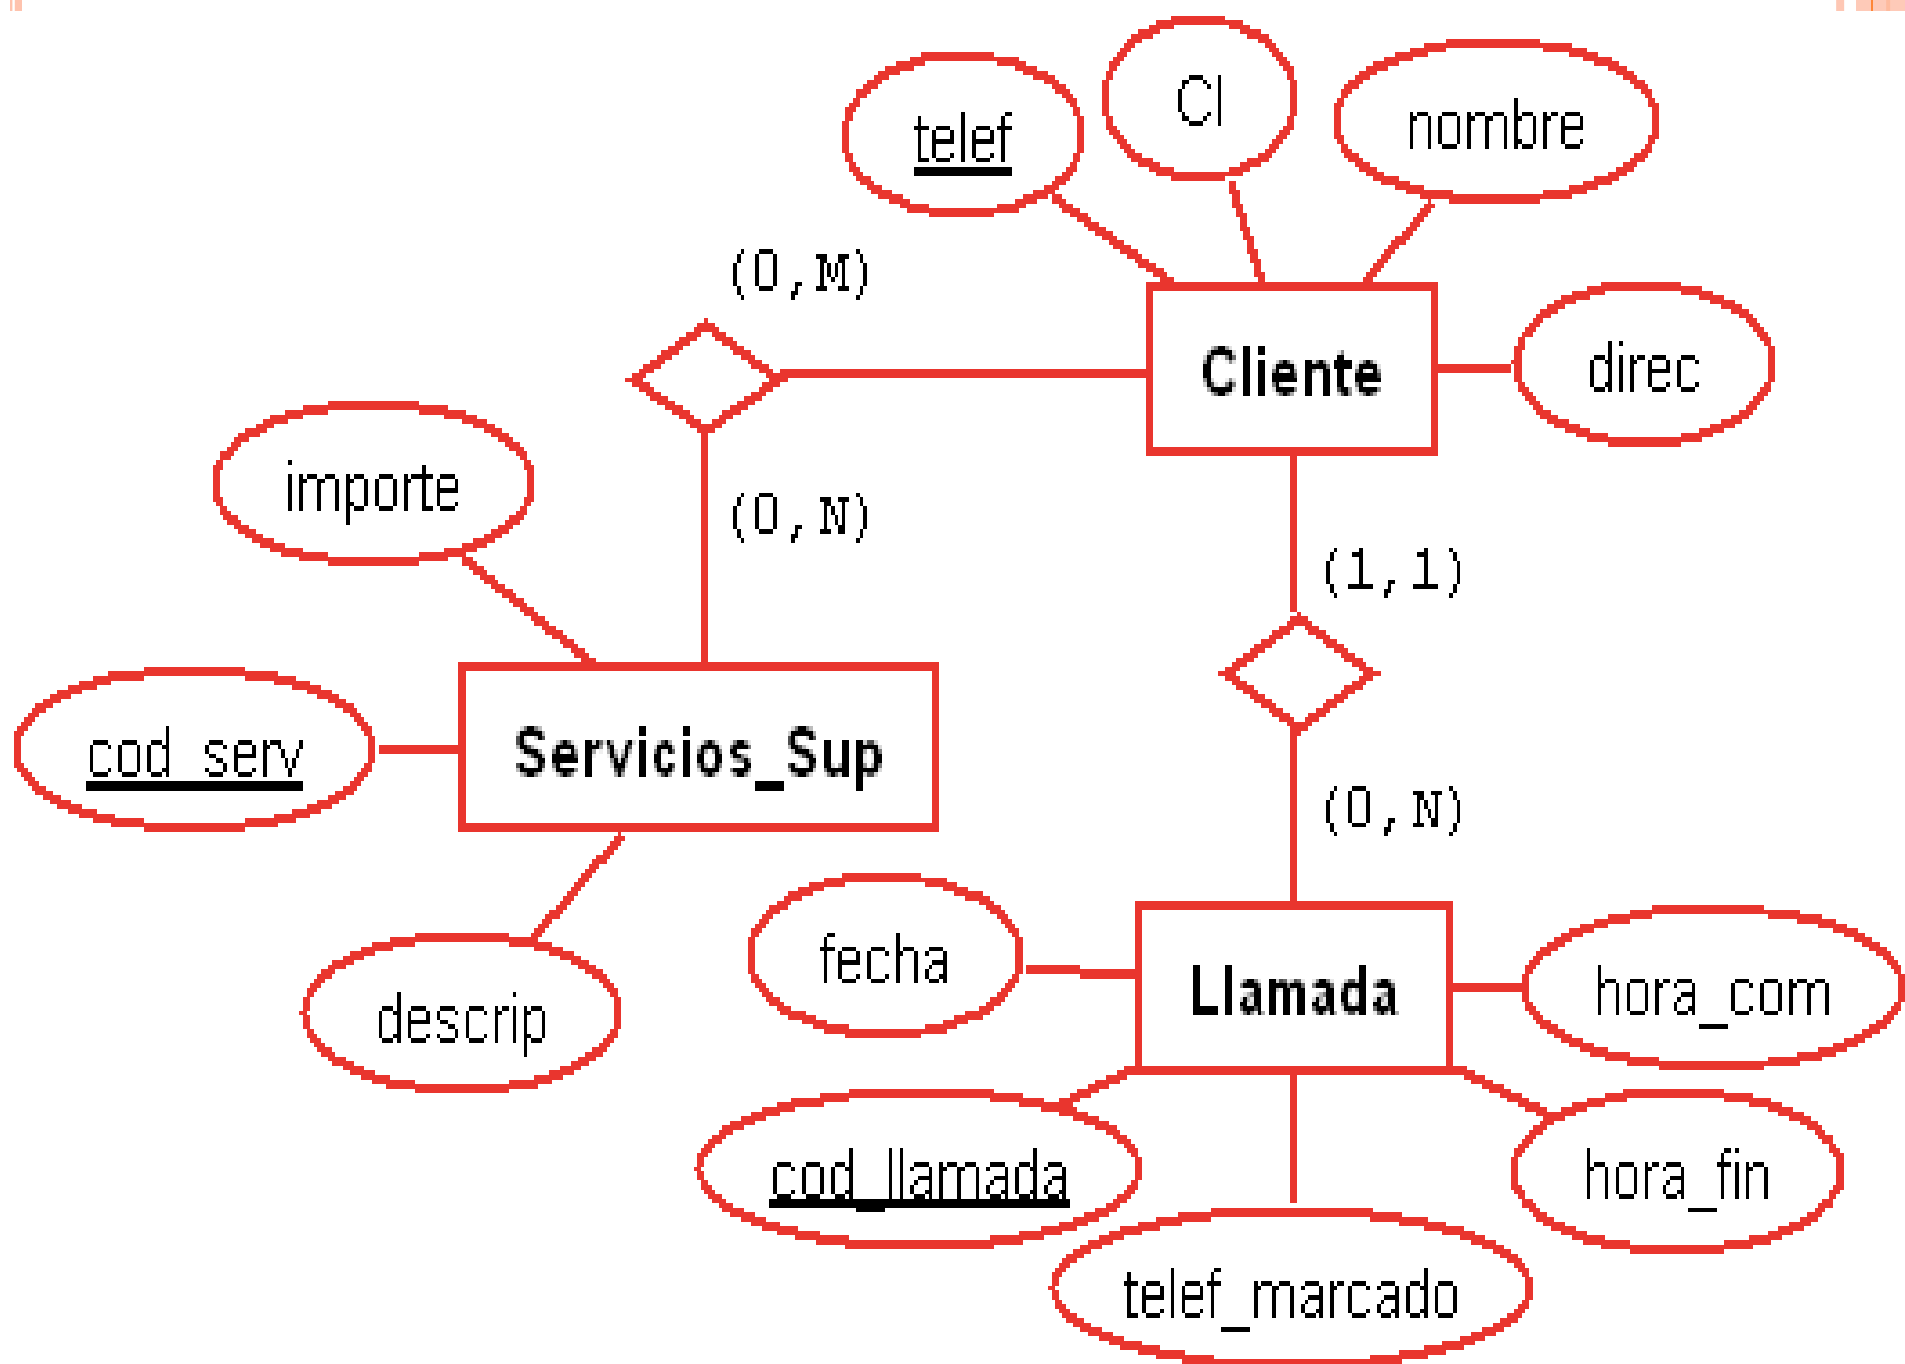 telef
CI
nombre
(0,M)
Cliente
direc
importe
(0,N)
(1,1)
cod_serv
Servicios_Sup
(0,N)
fecha
Llamada
hora_com
descrip
cod_llamada
hora_fin
telef_marcado